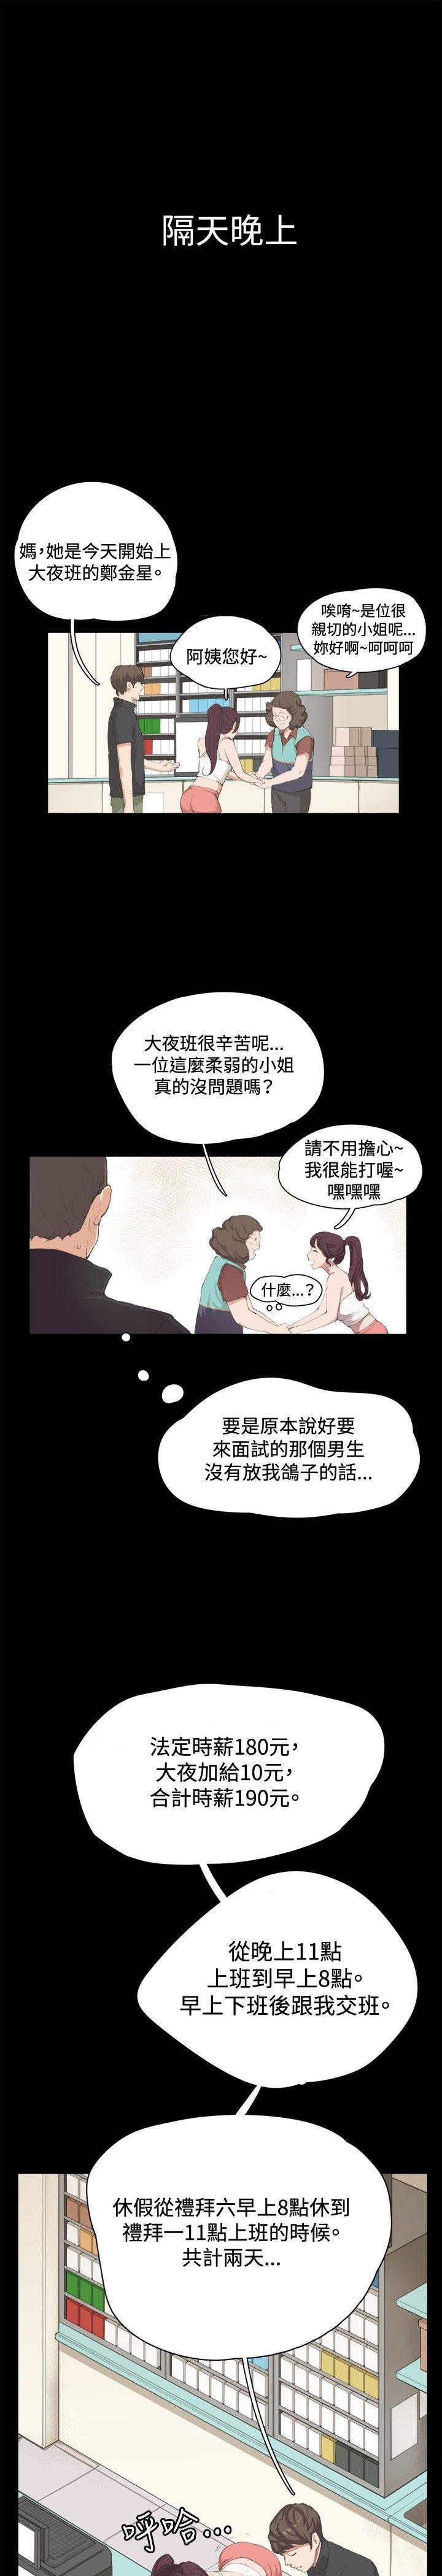 隔天晚上
媽,她是今天開始上
大夜班的鄭金星。
阿姨您好~
唉唷~是位很
親切的小姐呢...
妳好啊~呵呵呵
大夜班很辛苦呢...
一位這麼柔弱的小姐
真的沒問題嗎?
請不用擔心~
我很能打喔~
嘿嘿嘿
什麼...?
要是原本說好要
來面試的那個男生
沒有放我鴿子的話...
法定時薪180元,
大夜加給10元,
合計時薪190元。
從晚上11點
上班到早上8點。
早上下班後跟我交班。
休假從禮拜六早上8點休到
禮拜一11點上班的時候。
共計兩天...
呼哈...